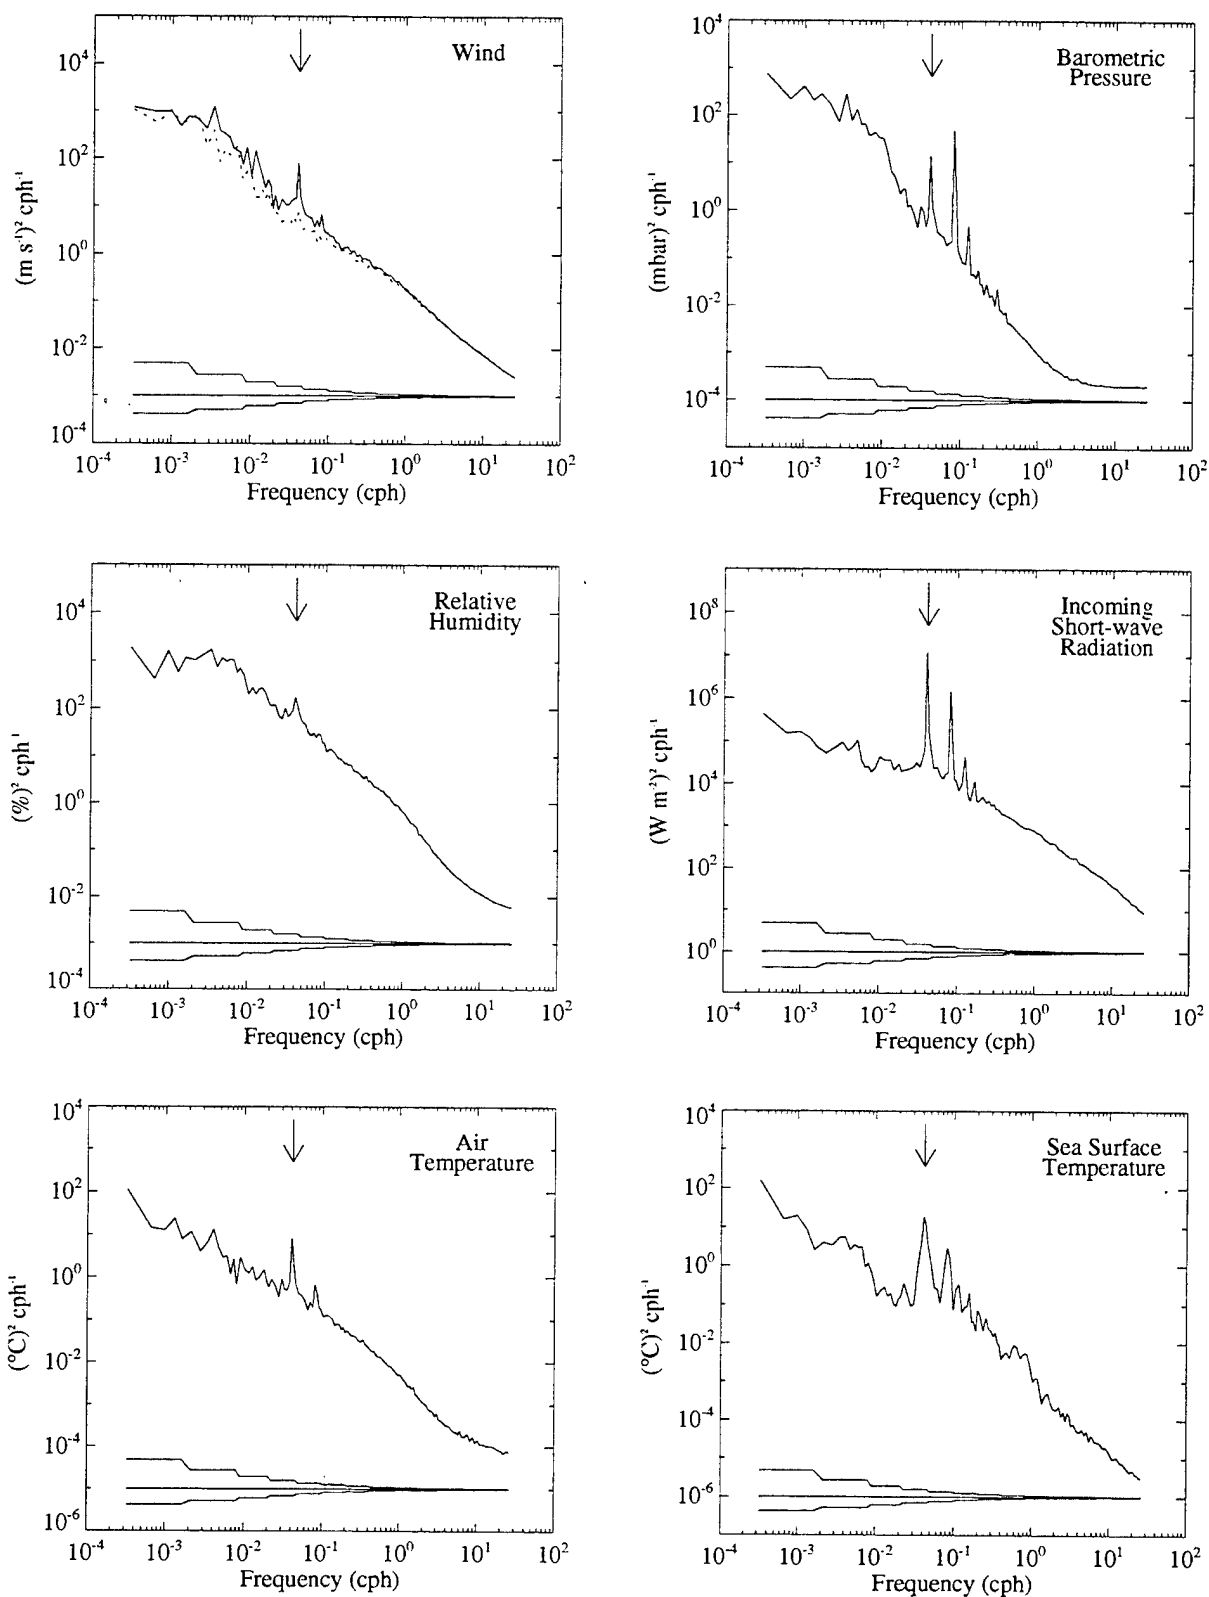 Wind
10⁴
10²
10⁰
10⁻²
10⁻⁴
(m s⁻¹)² cph⁻¹
10⁻⁴ 10⁻³ 10⁻² 10⁻¹ 10⁰ 10¹ 10²
Frequency (cph)
Barometric
Pressure
10⁴
10²
10⁰
10⁻²
10⁻⁴
(mbar)² cph⁻¹
10⁻⁴ 10⁻³ 10⁻² 10⁻¹ 10⁰ 10¹ 10²
Frequency (cph)
Relative
Humidity
10⁴
10²
10⁰
10⁻²
10⁻⁴
(%)² cph¹
10⁻⁴ 10⁻³ 10⁻² 10⁻¹ 10⁰ 10¹ 10²
Frequency (cph)
Incoming
Short-wave
Radiation
10⁸
10⁶
10⁴
10²
10⁰
(W m⁻²)² cph⁻¹
10⁻⁴ 10⁻³ 10⁻² 10⁻¹ 10⁰ 10¹ 10²
Frequency (cph)
Air
Temperature
10⁴
10²
10⁰
10⁻²
10⁻⁴
10⁻⁶
(°C)² cph⁻¹
10⁻⁴ 10⁻³ 10⁻² 10⁻¹ 10⁰ 10¹ 10²
Frequency (cph)
Sea Surface
Temperature
10⁴
10²
10⁰
10⁻²
10⁻⁴
10⁻⁶
(°C)² cph⁻¹
10⁻⁴ 10⁻³ 10⁻² 10⁻¹ 10⁰ 10¹ 10²
Frequency (cph)